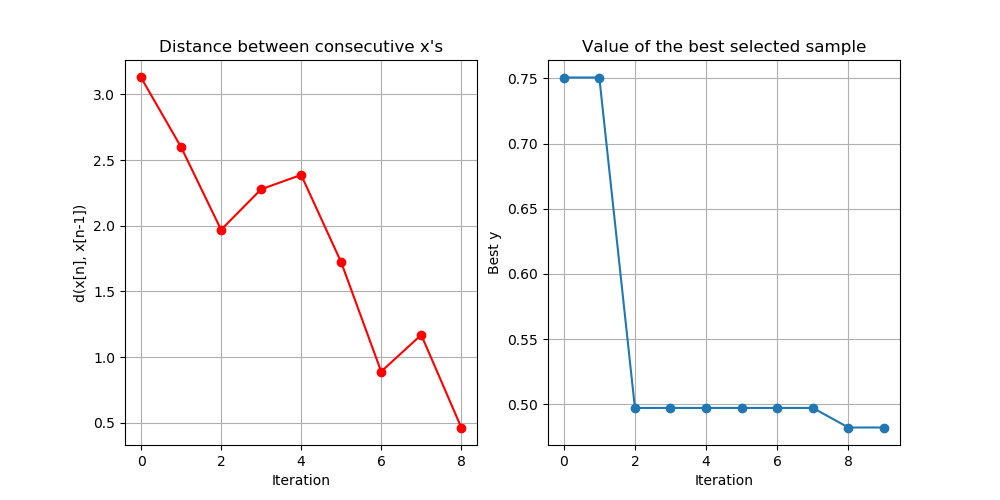 Distance between consecutive x's
3.0
2.5
2.0
1.5
1.0
0.5
d(x[n], x[n-1])
0 2 4 6 8
Iteration
Value of the best selected sample
0.75
0.70
0.65
0.60
0.55
0.50
Best y
0 2 4 6 8
Iteration